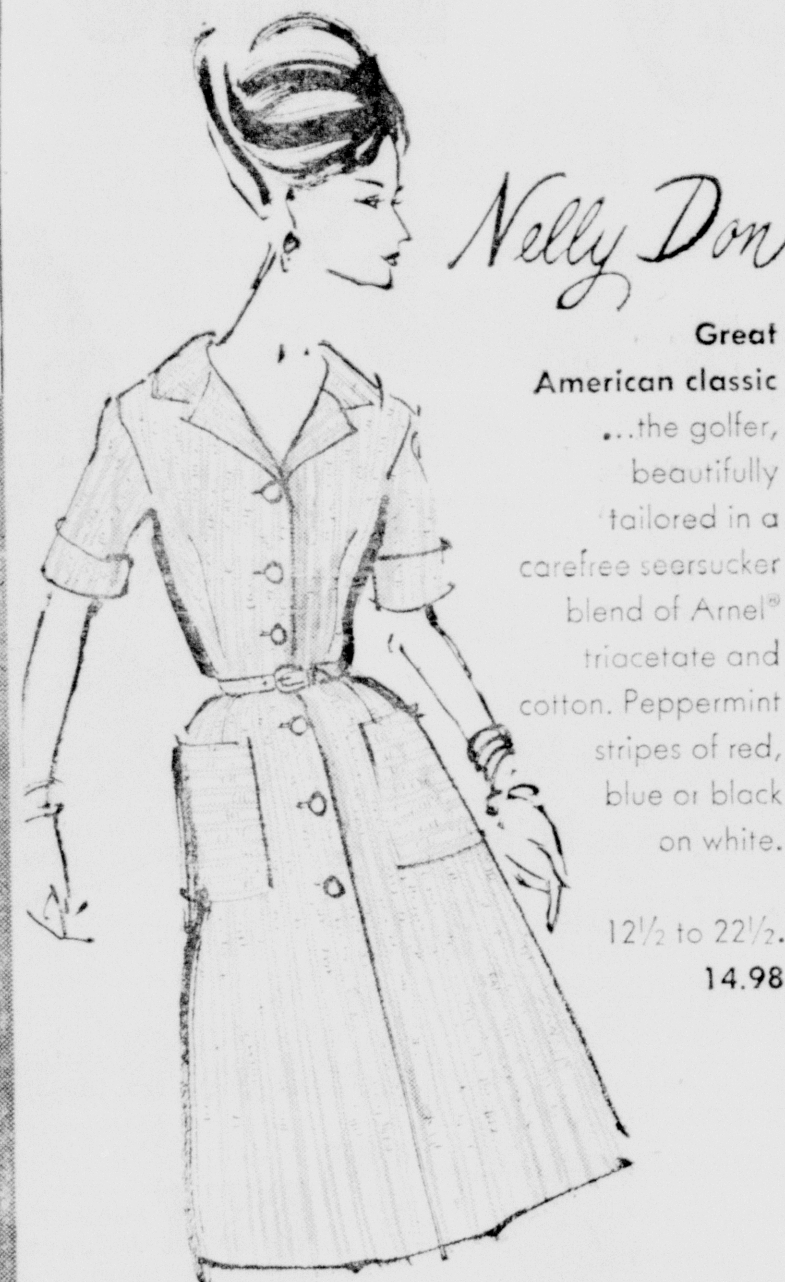 Nelly Don
Great
American classic
...the golfer,
beautifully
tailored in a
carefree seersucker
blend of Arnel®
triacetate and
cotton. Peppermint
stripes of red,
blue or black
on white.
12½ to 22½.
14.98